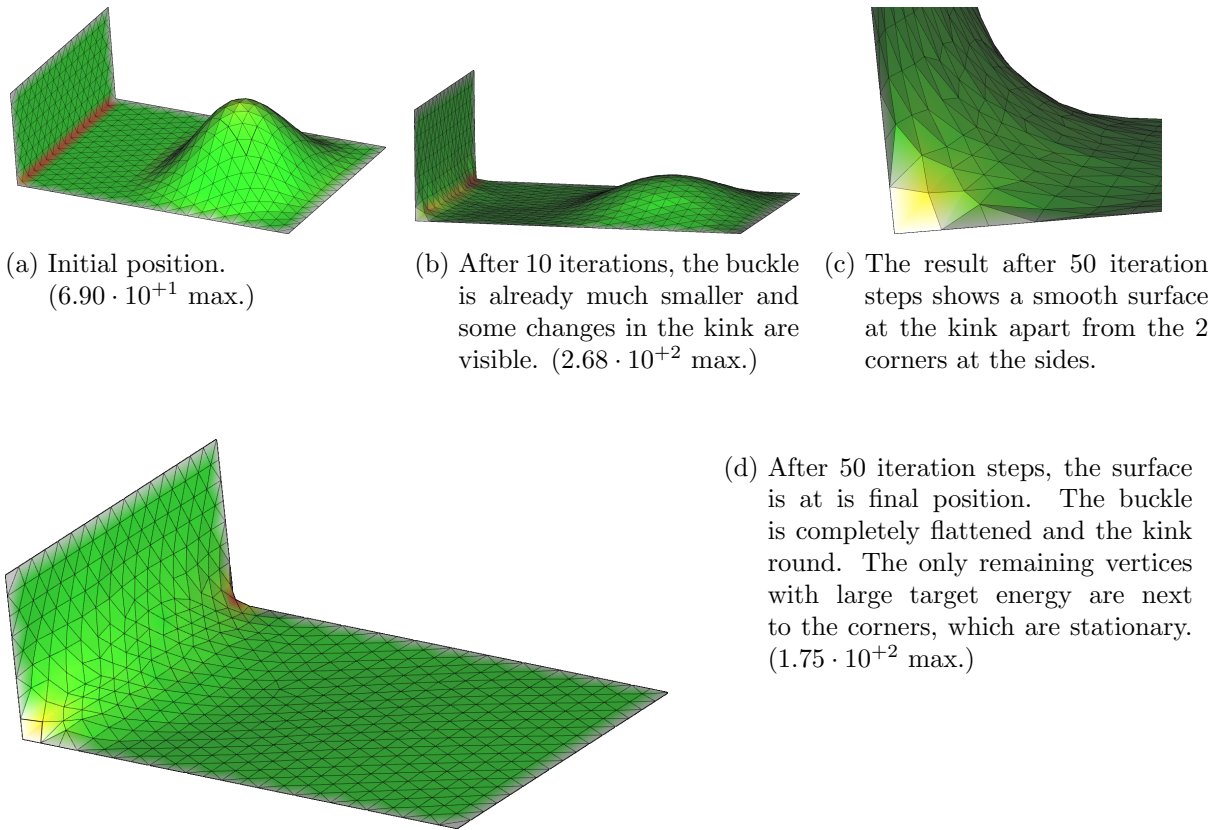 (a) Initial position.
(6.90 · 10⁺¹ max.)
(b) After 10 iterations, the buckle
is already much smaller and
some changes in the kink are
visible. (2.68 · 10⁺² max.)
(c) The result after 50 iteration
steps shows a smooth surface
at the kink apart from the 2
corners at the sides.
(d) After 50 iteration steps, the surface
is at is final position. The buckle
is completely flattened and the kink
round. The only remaining vertices
with large target energy are next
to the corners, which are stationary.
(1.75 · 10⁺² max.)